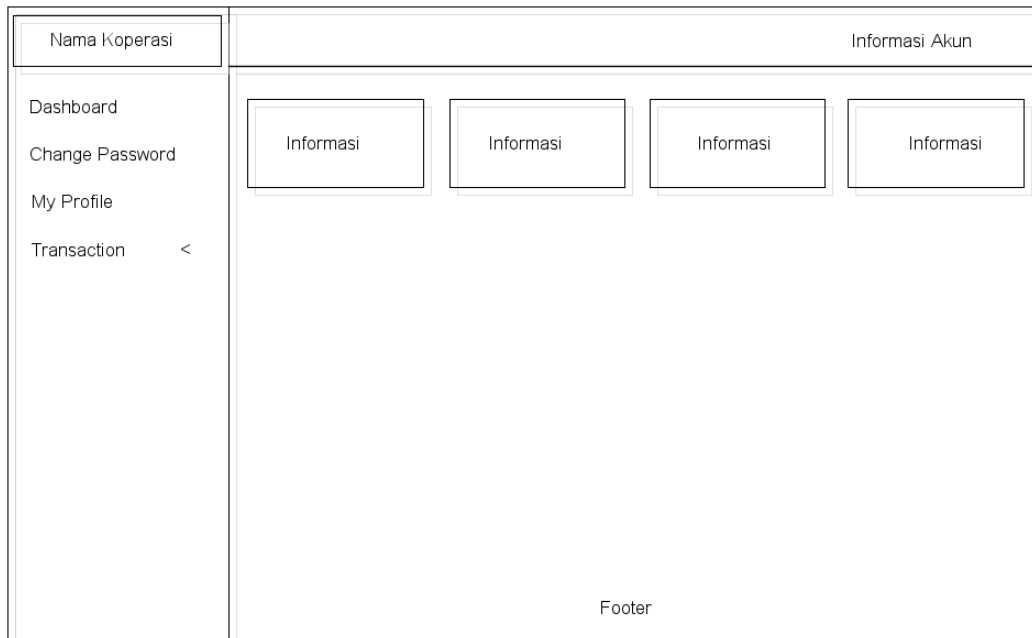 Nama Koperasi
Informasi Akun
Dashboard
Change Password
My Profile
Transaction <
Informasi
Informasi
Informasi
Informasi
Footer